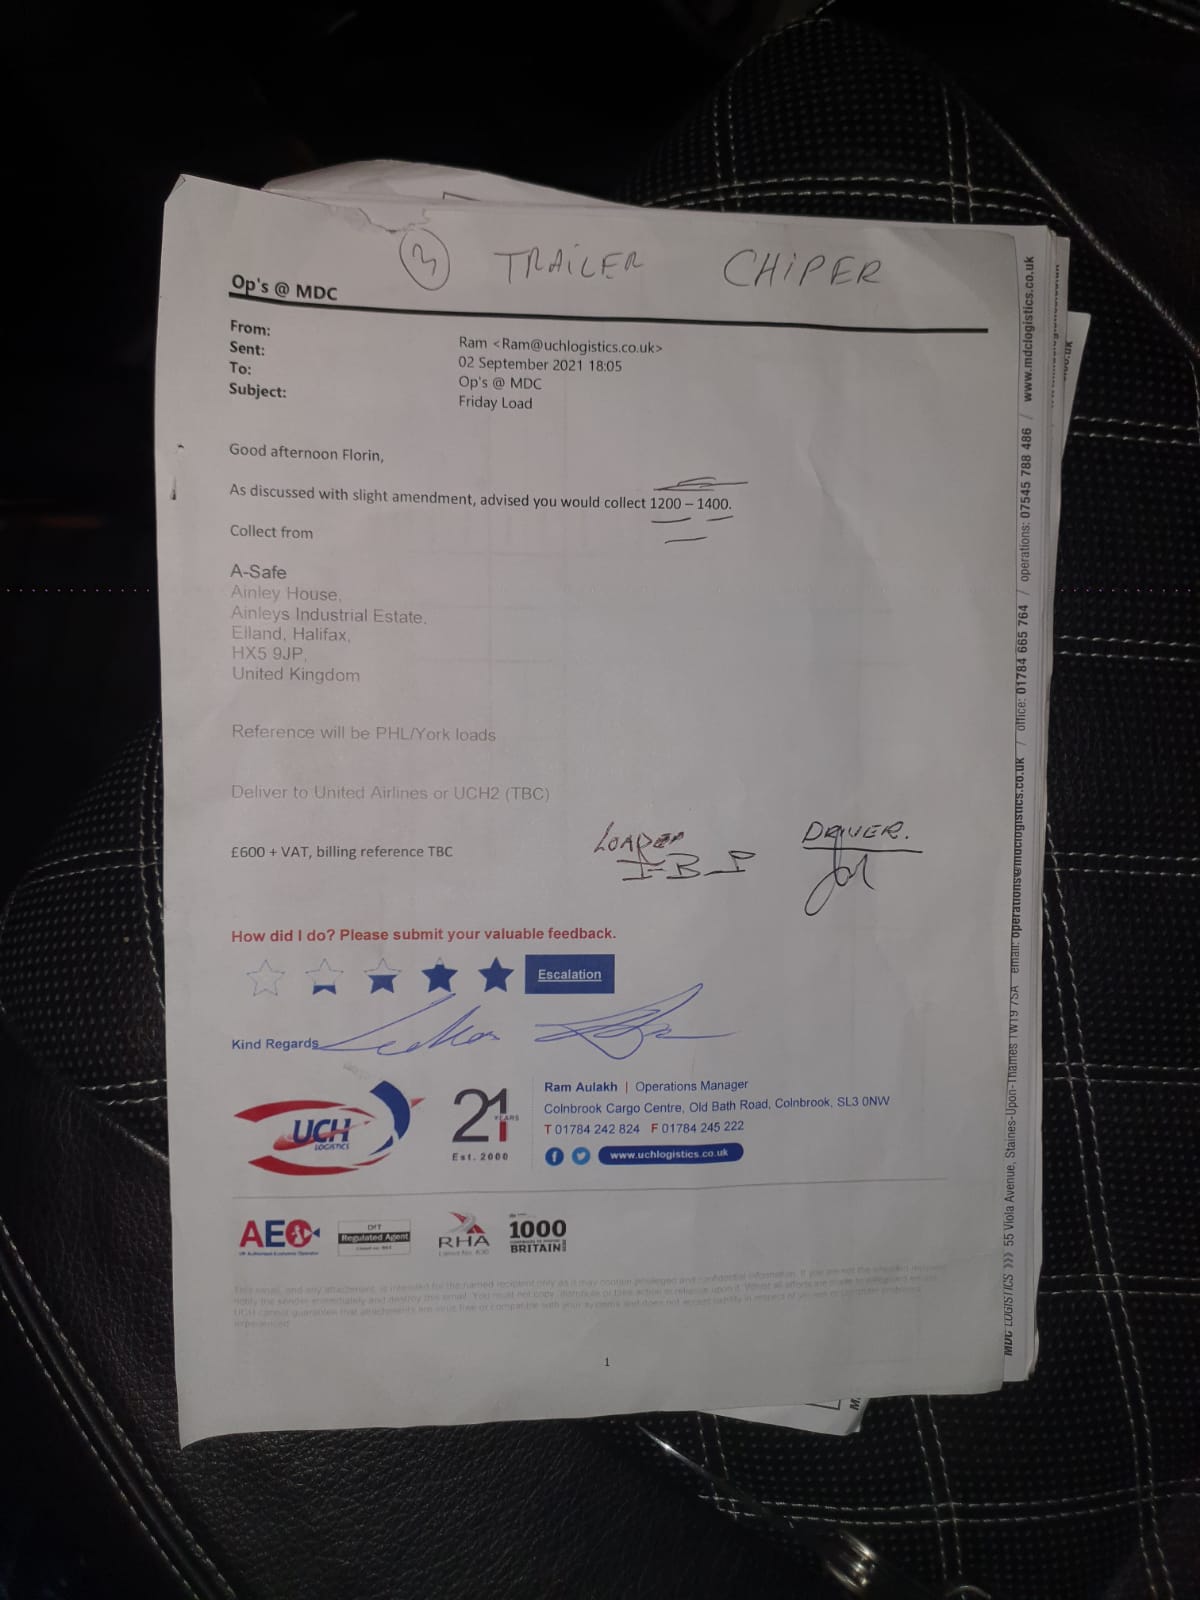 3 TRAILER CHIPER
Op's @ MDC
From: Ram <Ram@uchlogistics.co.uk>
Sent: 02 September 2021 18:05
To: Op's @ MDC
Subject: Friday Load
Good afternoon Florin,
As discussed with slight amendment, advised you would collect 1200 – 1400.
Collect from
A-Safe
Ainley House,
Ainleys Industrial Estate,
Elland, Halifax,
HX5 9JP,
United Kingdom
Reference will be PHL/York loads
Deliver to United Airlines or UCH2 (TBC)
£600 + VAT, billing reference TBC
LOADED DRIVER.
How did I do? Please submit your valuable feedback.
Escalation
Kind Regards
UCH
LOGISTICS
21
YEARS
Est. 2000
Ram Aulakh | Operations Manager
Colnbrook Cargo Centre, Old Bath Road, Colnbrook, SL3 0NW
T 01784 242 824 F 01784 245 222
www.uchlogistics.co.uk
AEO
DfT
Regulated Agent
RHA
1000
BRITAIN
1
MDC LOGISTICS >>> 55 Viola Avenue, Staines-Upon-Thames TW19 7SA email: operations@mdclogistics.co.uk / office: 01784 665 764 / operations: 07545 788 486 / www.mdclogistics.co.uk